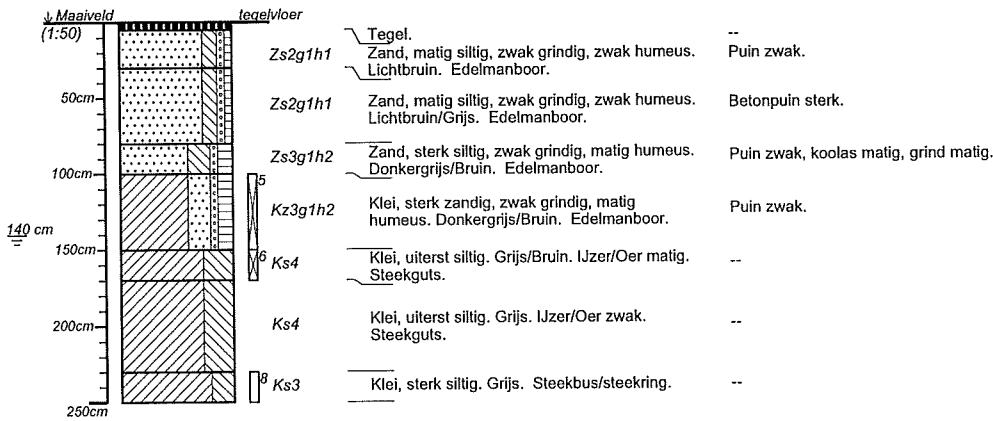 Maaiveld tegelvloer
(1:50) Tegel. --
Zs2g1h1 Zand, matig siltig, zwak grindig, zwak humeus. Puin zwak.
Lichtbruin. Edelmanboor.
50cm Zs2g1h1 Zand, matig siltig, zwak grindig, zwak humeus. Betonpuin sterk.
Lichtbruin/Grijs. Edelmanboor.
Zs3g1h2 Zand, sterk siltig, zwak grindig, matig humeus. Puin zwak, koolas matig, grind matig.
Donkergrijs/Bruin. Edelmanboor.
100cm 5
Kz3g1h2 Klei, sterk zandig, zwak grindig, matig Puin zwak.
humeus. Donkergrijs/Bruin. Edelmanboor.
140 cm
150cm 6 Ks4 Klei, uiterst siltig. Grijs/Bruin. IJzer/Oer matig. --
Steekguts.
200cm Ks4 Klei, uiterst siltig. Grijs. IJzer/Oer zwak. --
Steekguts.
8 Ks3 Klei, sterk siltig. Grijs. Steekbus/steekring. --
250cm